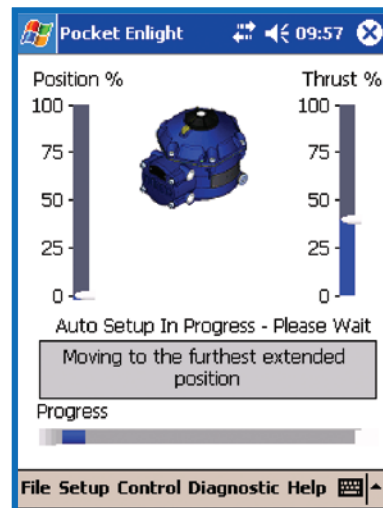 Pocket Enlight 09:57
Position % Thrust %
100 100
75 75
50 50
25 25
0 0
Auto Setup In Progress - Please Wait
Moving to the furthest extended
position
Progress
File Setup Control Diagnostic Help